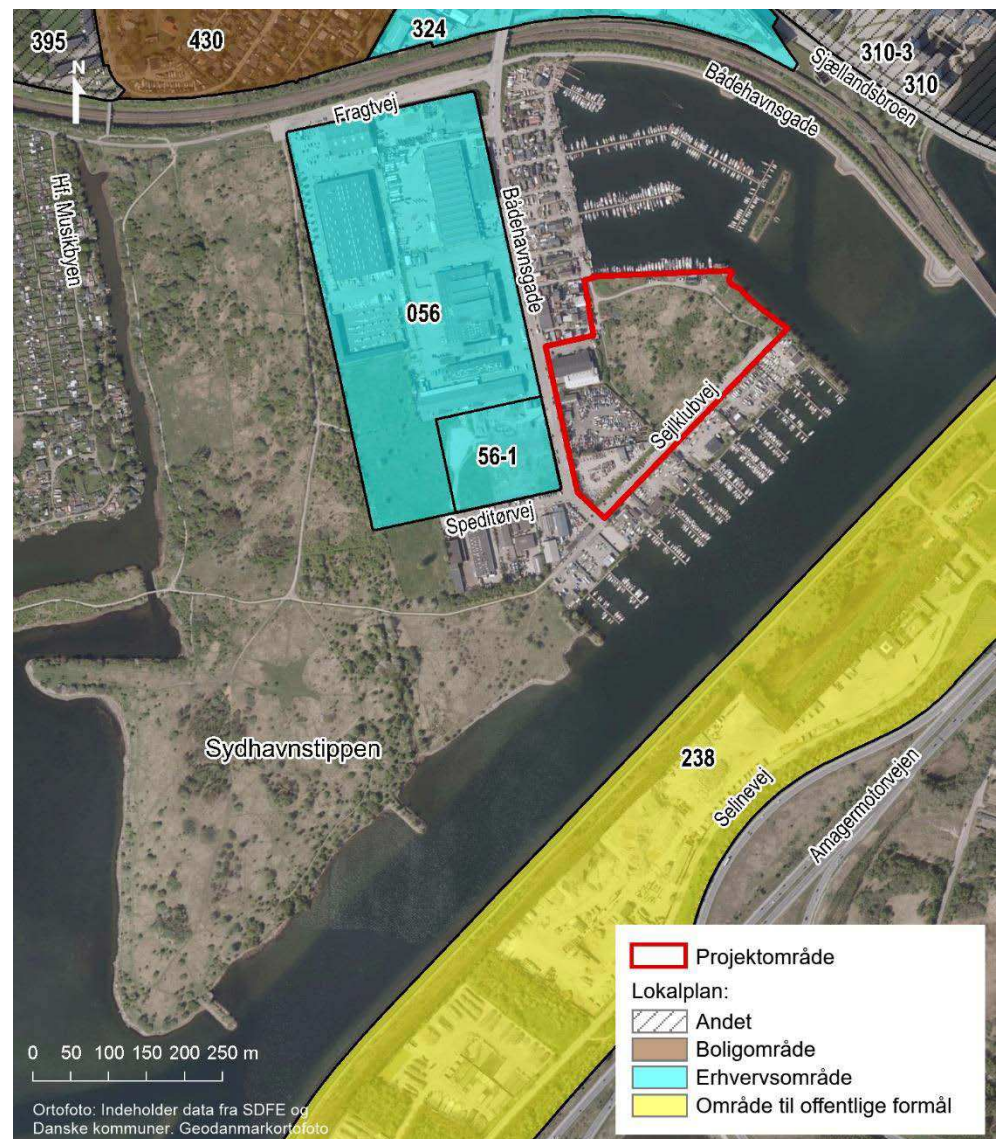 395
430
324
310-3
310
N
Sjællandsbroen
Bådehavnsgade
Fragtvej
Hf. Musikbyen
Bådehavnsgade
056
Sejlklubvej
56-1
Speditørvej
Sydhavnstippen
238
Selinevej
Amagermotorvejen
Projektområde
Lokalplan:
Andet
Boligområde
Erhvervsområde
Område til offentlige formål
0 50 100 150 200 250 m
Ortofoto: Indeholder data fra SDFE og
Danske kommuner. Geodanmarkortofoto